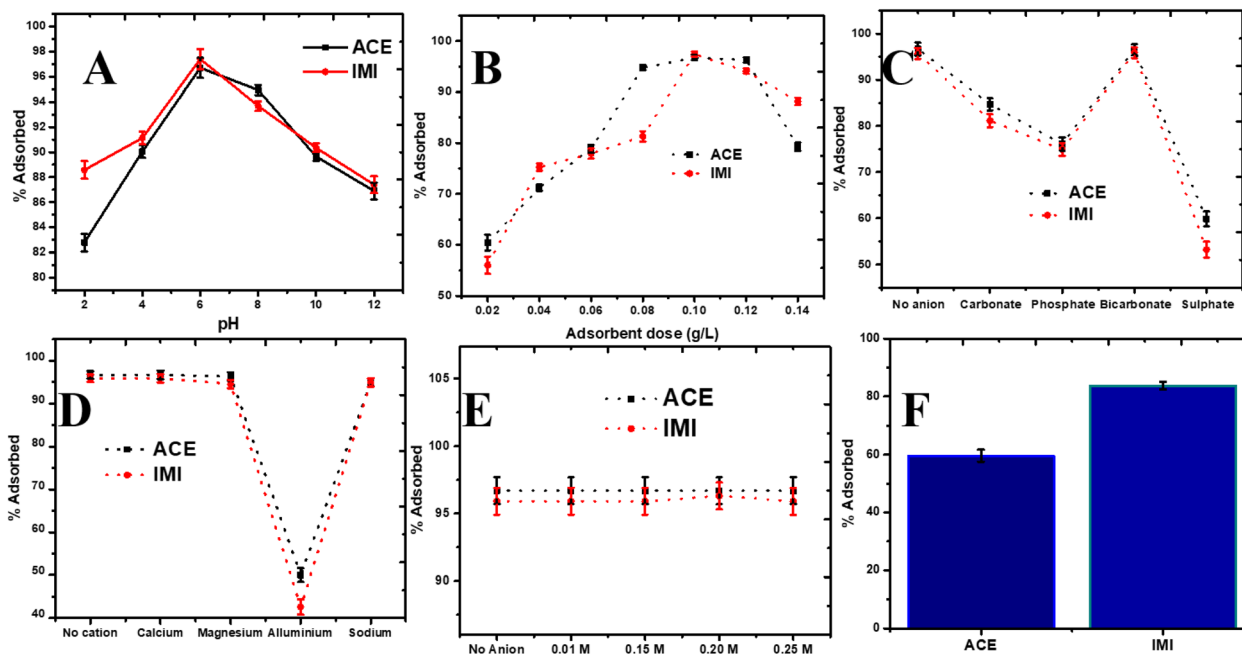 A
ACE
IMI
% Adsorbed
98
96
94
92
90
88
86
84
82
80
2 4 6 8 10 12
pH
B
ACE
IMI
% Adsorbed
100
90
80
70
60
50
0.02 0.04 0.06 0.08 0.10 0.12 0.14
Adsorbent dose (g/L)
C
ACE
IMI
% Adsorbed
100
90
80
70
60
50
No anion Carbonate Phosphate Bicarbonate Sulphate
D
ACE
IMI
% Adsorbed
100
90
80
70
60
50
40
No cation Calcium Magnesium Alluminium Sodium
E
ACE
IMI
% Adsorbed
105
100
95
90
No Anion 0.01 M 0.15 M 0.20 M 0.25 M
F
% Adsorbed
100
80
60
40
20
0
ACE IMI